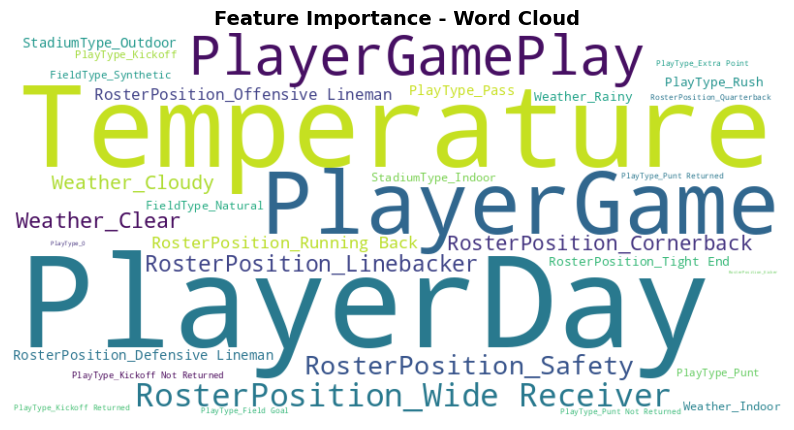 Feature Importance - Word Cloud
StadiumType_Outdoor
PlayerGamePlay
PlayType_Kickoff
PlayType_Extra Point
FieldType_Synthetic
PlayType_Rush
RosterPosition_Offensive Lineman
PlayType_Pass
Weather_Rainy
RosterPosition_Quarterback
Temperature
Weather_Cloudy
StadiumType_Indoor
PlayType_Punt Returned
PlayerGame
FieldType_Natural
Weather_Clear
PlayType_0
RosterPosition_Running Back
RosterPosition_Cornerback
RosterPosition_Linebacker
RosterPosition_Tight End
PlayerDay
RosterPosition_Defensive Lineman
RosterPosition_Safety
PlayType_Kickoff Not Returned
PlayType_Punt
RosterPosition_Wide Receiver
PlayType_Kickoff Returned
PlayType_Field Goal
PlayType_Punt Not Returned
Weather_Indoor